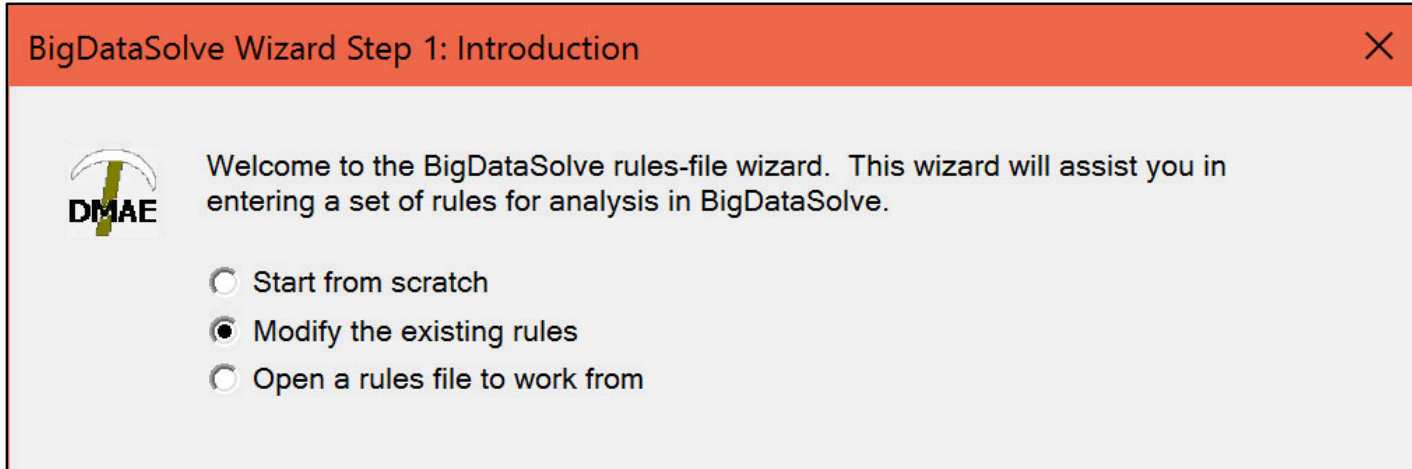 BigDataSolve Wizard Step 1: Introduction
DMAE
Welcome to the BigDataSolve rules-file wizard.  This wizard will assist you in
entering a set of rules for analysis in BigDataSolve.
Start from scratch
Modify the existing rules
Open a rules file to work from